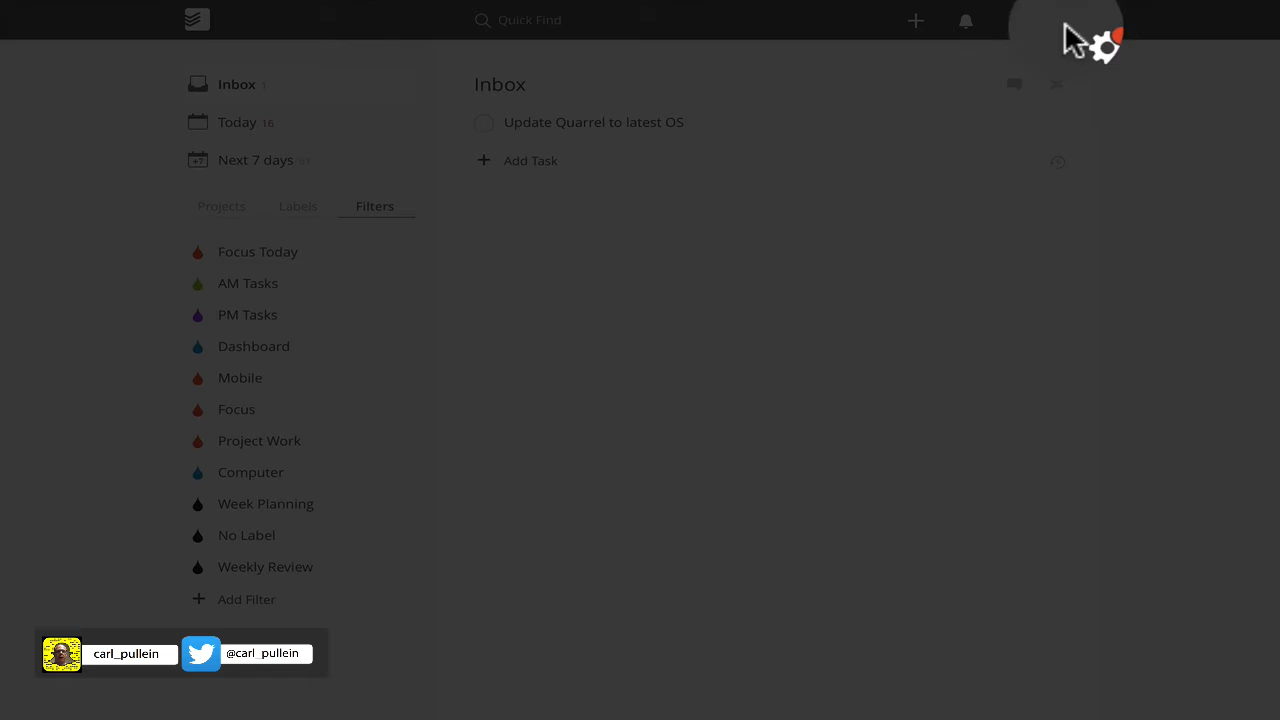 Quick Find
Inbox 1
Today 16
Next 7 days
Projects Labels Filters
Focus Today
AM Tasks
PM Tasks
Dashboard
Mobile
Focus
Project Work
Computer
Week Planning
No Label
Weekly Review
Add Filter
Inbox
Update Quarrel to latest OS
Add Task
carl_pullein @carl_pullein